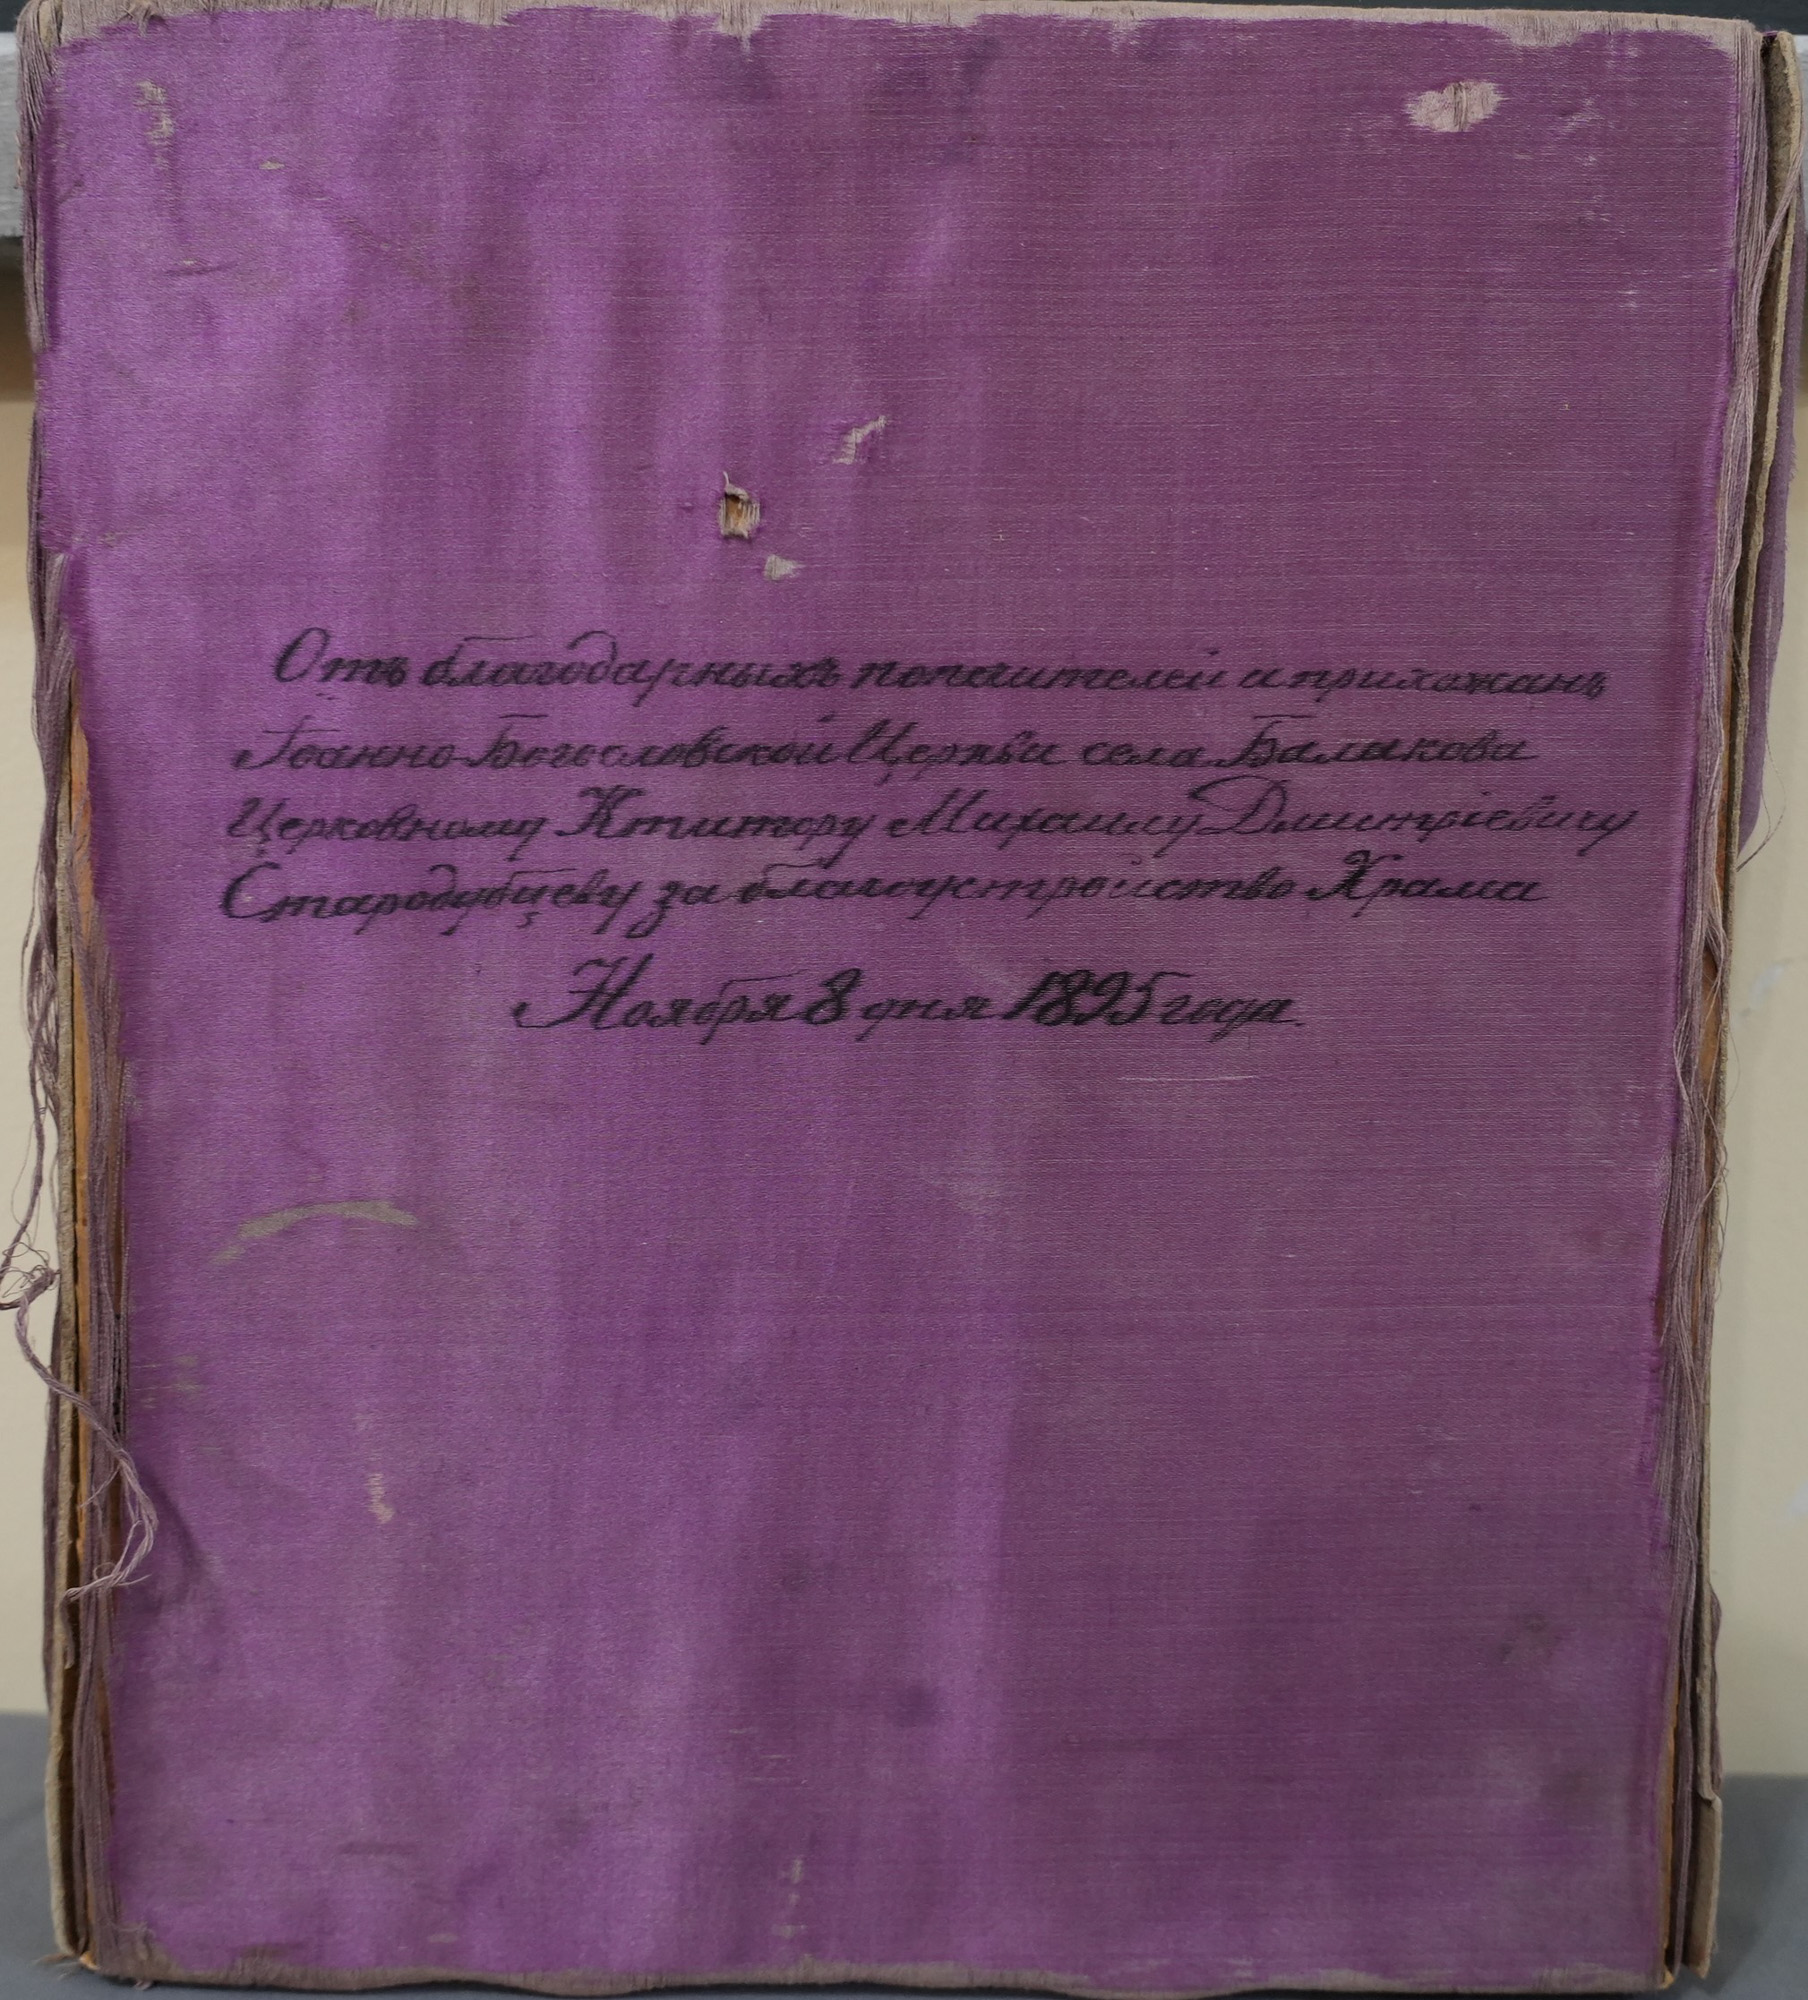 Отъ благодарныхъ попечителей и прихожанъ
Іоанно-Богословской Церкви села Балакова
Церковному Ктитору Михаилу Дмитріевичу
Стародубцеву за благоустройство Храма
Ноября 8 дня 1895 года.